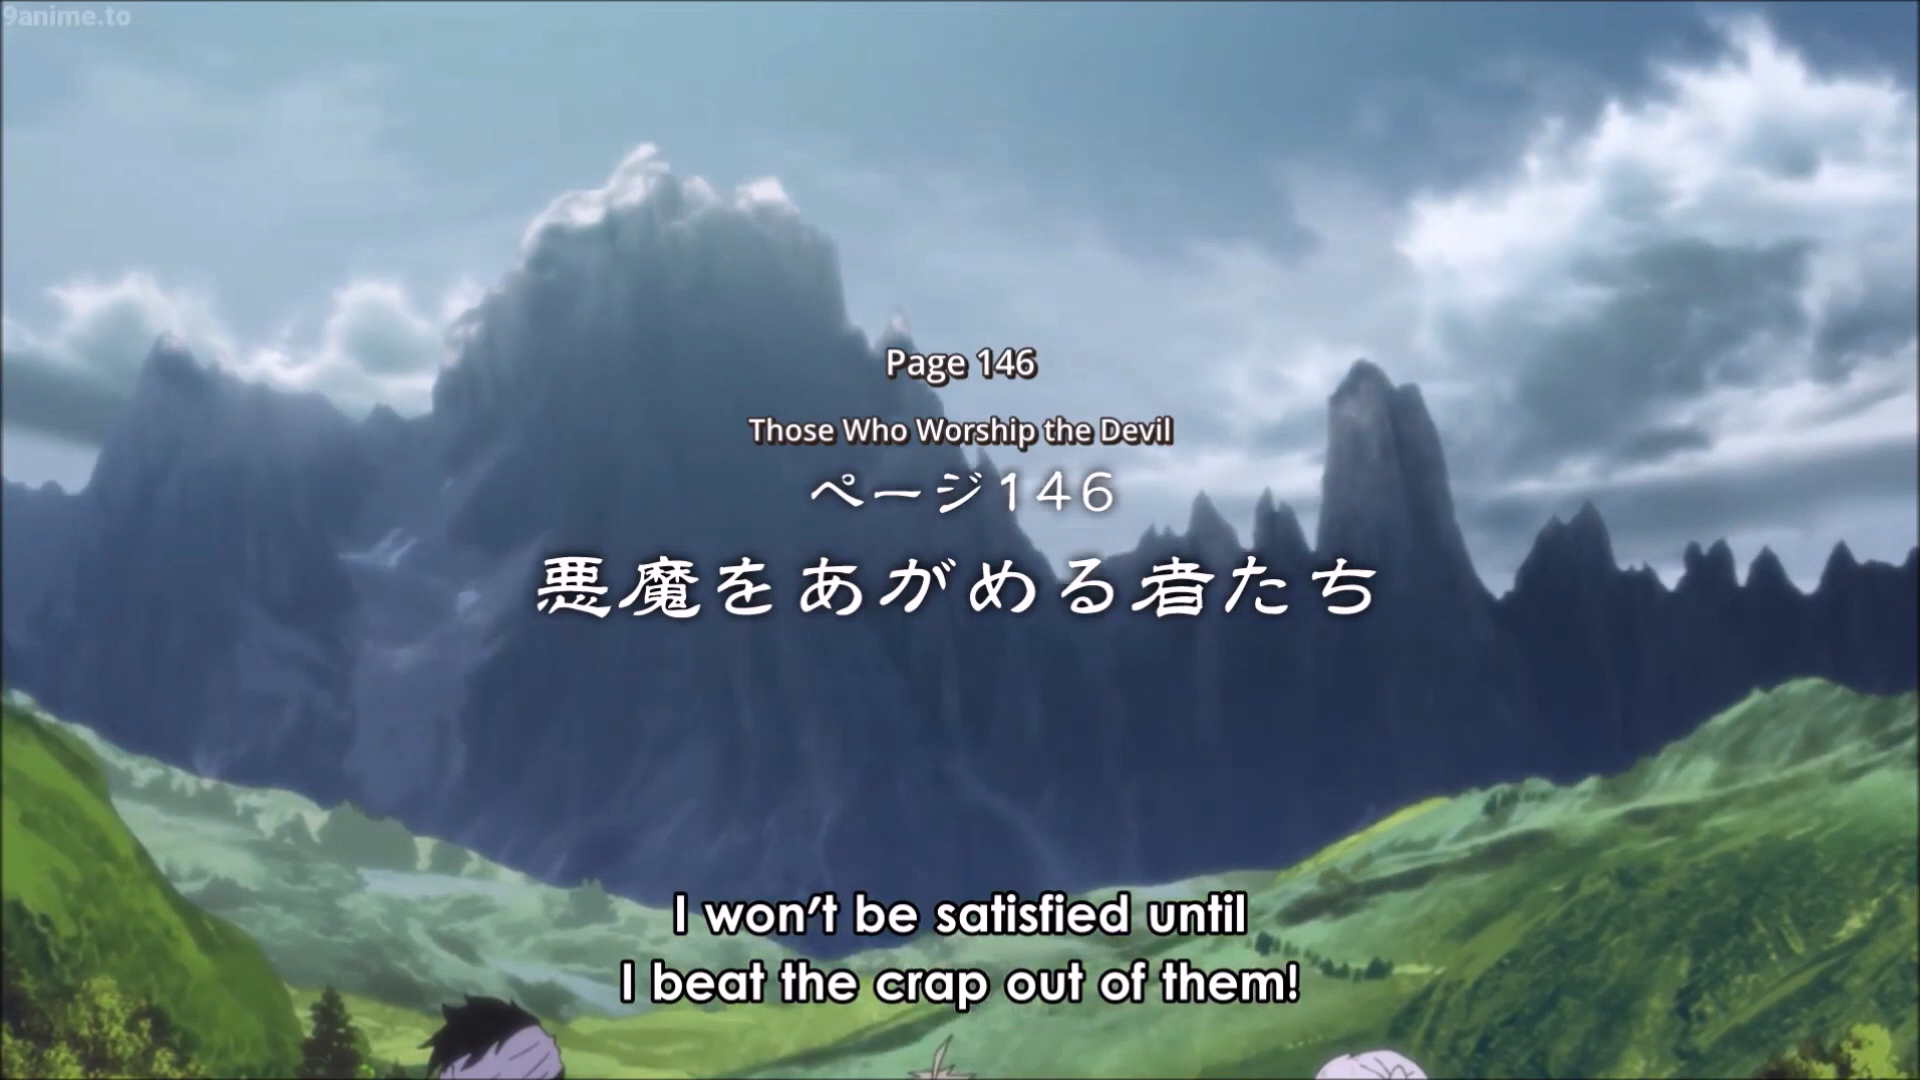 9anime.to
Page 146
Those Who Worship the Devil
ページ１４６
悪魔をあがめる者たち
I won't be satisfied until
I beat the crap out of them!